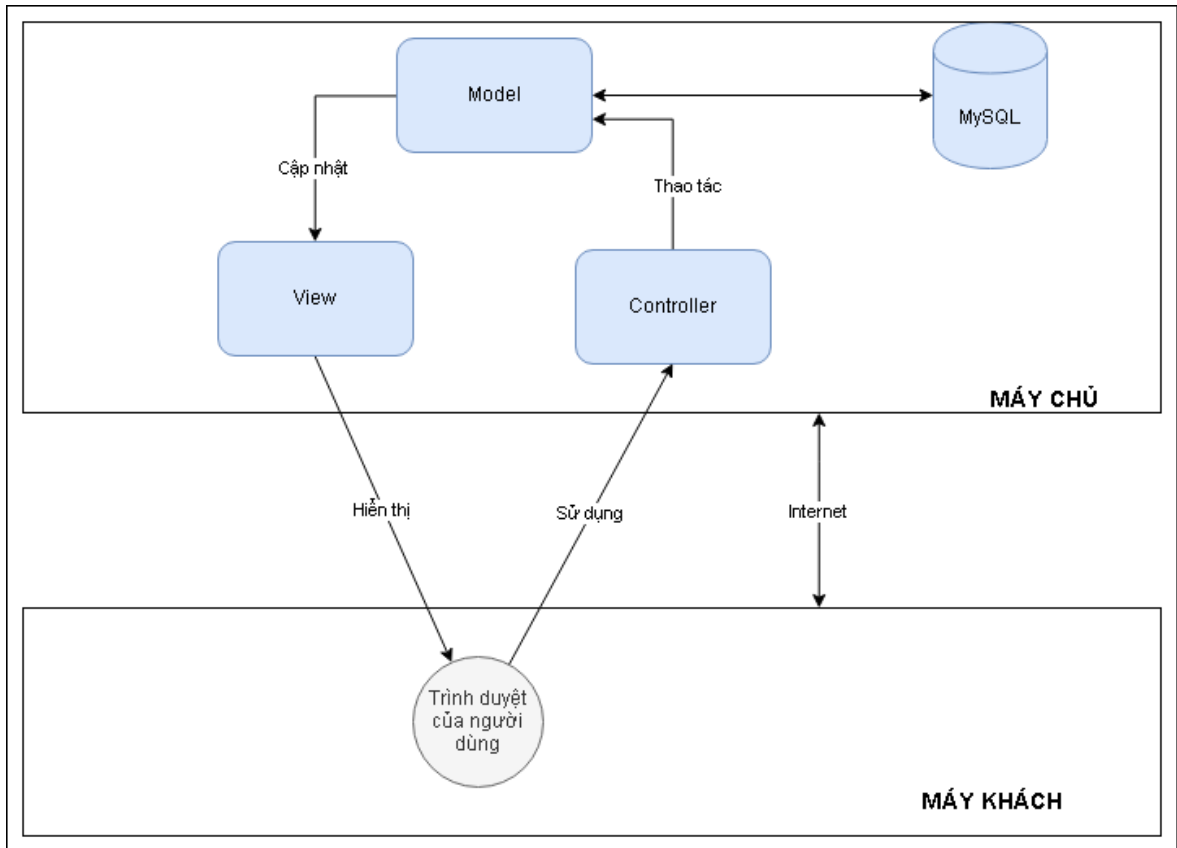 Model
MySQL
Cập nhật
Thao tác
View
Controller
MÁY CHỦ
Hiển thị
Sử dụng
Internet
Trình duyệt
của người
dùng
MÁY KHÁCH